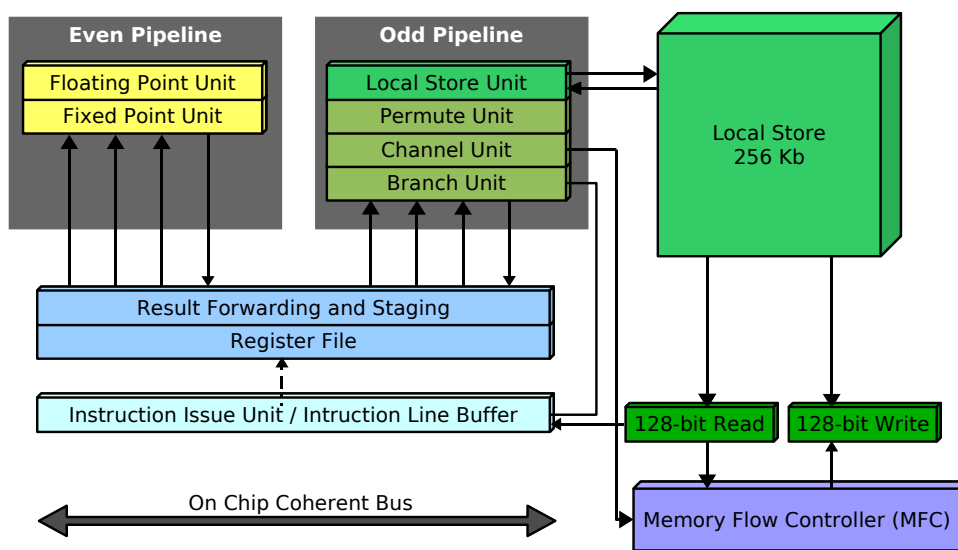 Even Pipeline
Floating Point Unit
Fixed Point Unit
Odd Pipeline
Local Store Unit
Permute Unit
Channel Unit
Branch Unit
Local Store
256 Kb
Result Forwarding and Staging
Register File
Instruction Issue Unit / Intruction Line Buffer
128-bit Read
128-bit Write
On Chip Coherent Bus
Memory Flow Controller (MFC)